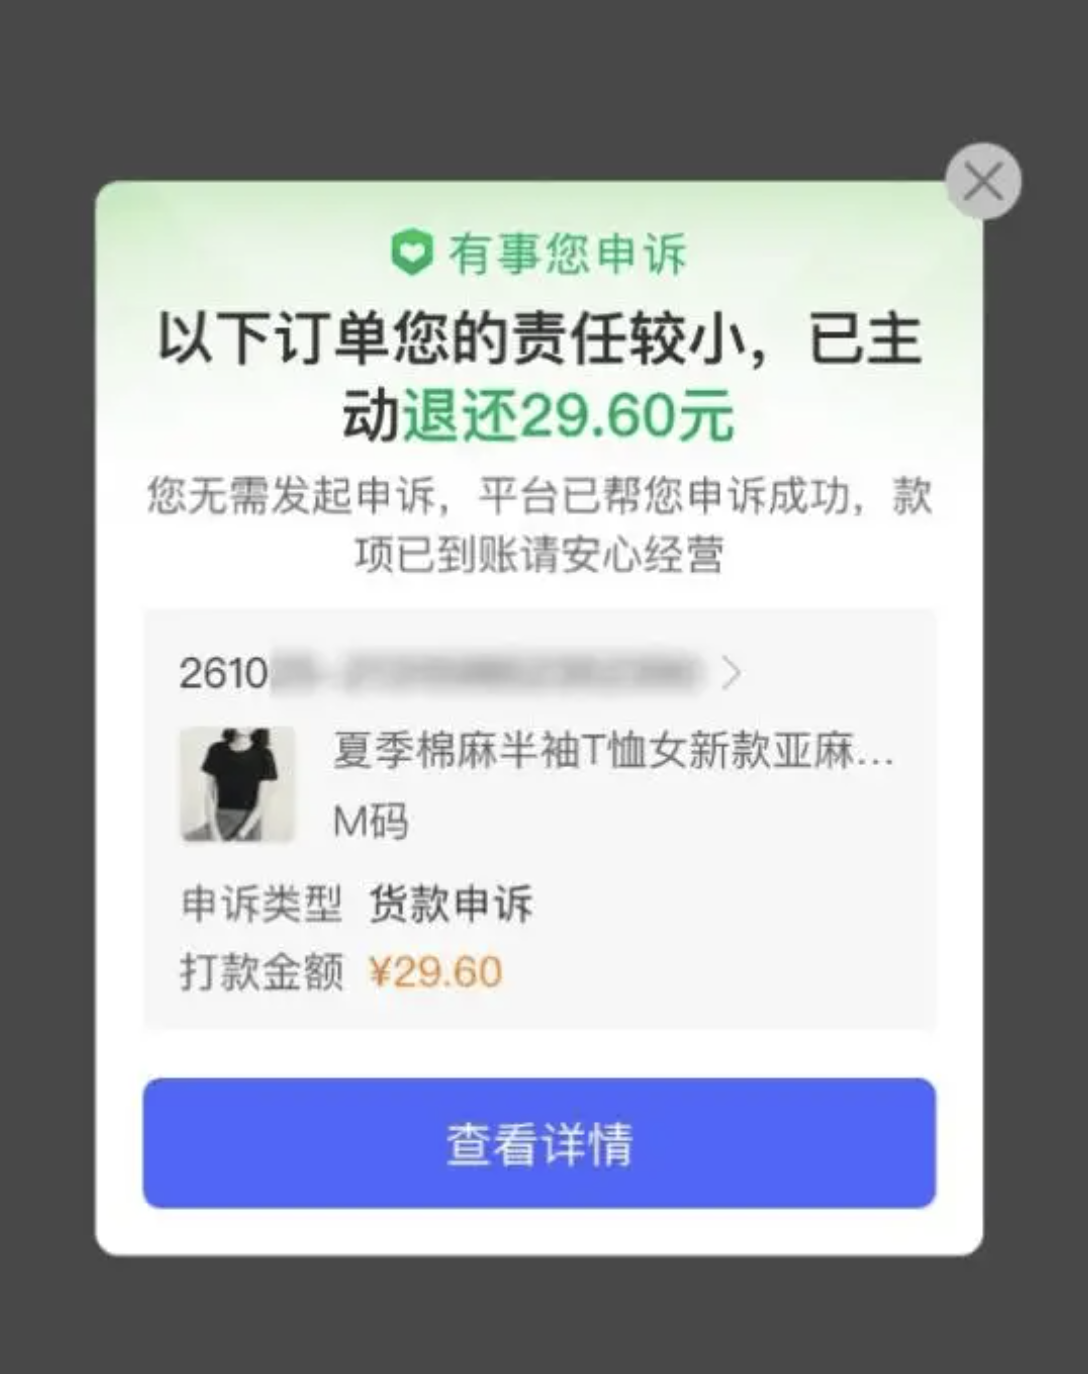 有事您申诉
以下订单您的责任较小，已主
动退还29.60元
您无需发起申诉，平台已帮您申诉成功，款
项已到账请安心经营
2610
夏季棉麻半袖T恤女新款亚麻...
M码
申诉类型 货款申诉
打款金额 ¥29.60
查看详情